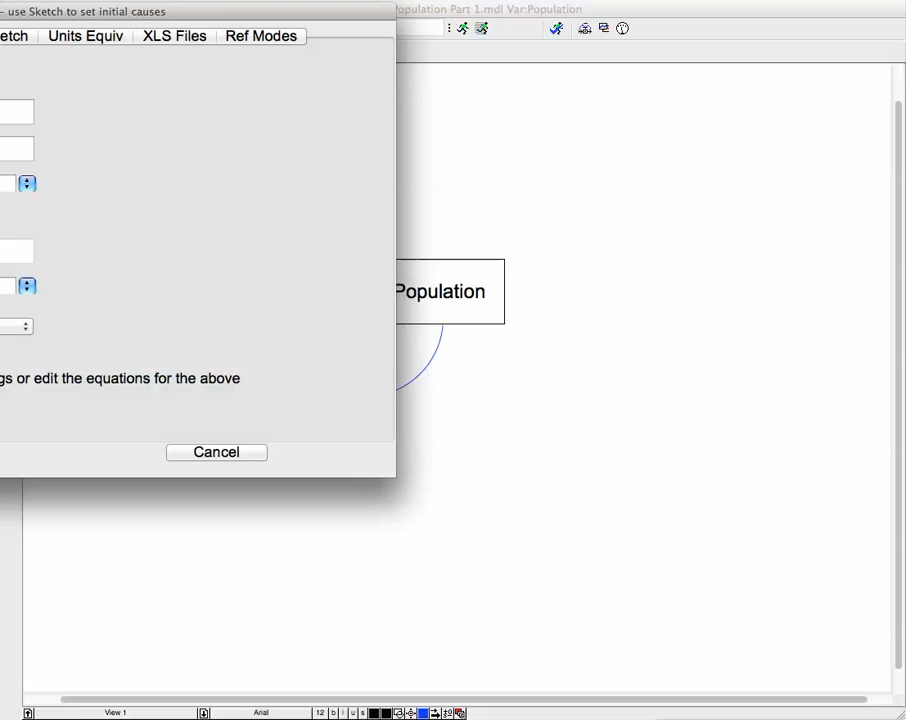 - use Sketch to set initial causes
opulation Part 1.mdl Var:Population
etch Units Equiv XLS Files Ref Modes
Population
gs or edit the equations for the above
Cancel
View 1 Arial 12 b i u s